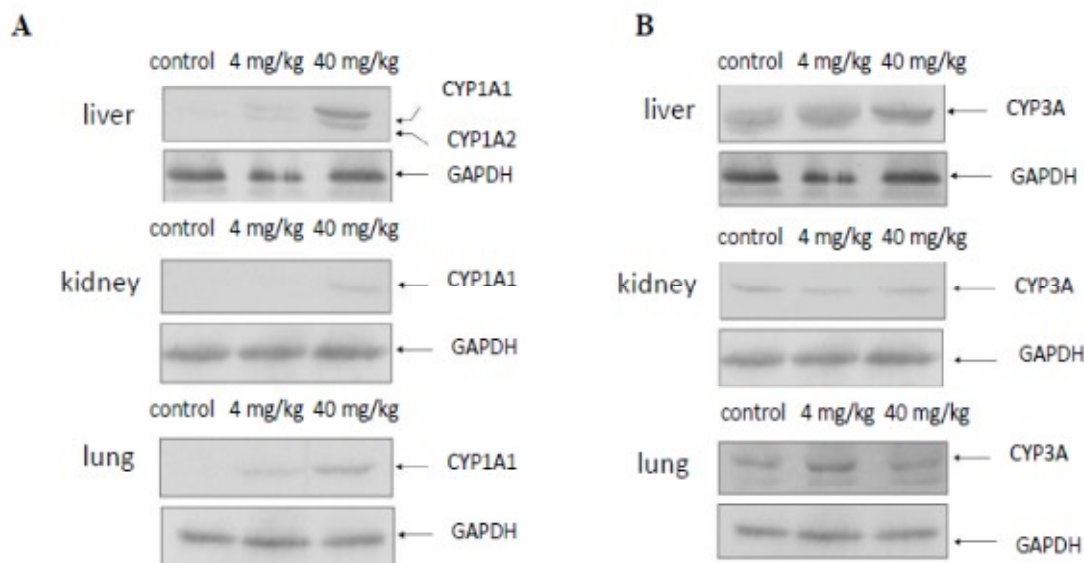 A
control 4 mg/kg 40 mg/kg
liver
CYP1A1
CYP1A2
GAPDH
control 4 mg/kg 40 mg/kg
kidney
CYP1A1
GAPDH
control 4 mg/kg 40 mg/kg
lung
CYP1A1
GAPDH
B
control 4 mg/kg 40 mg/kg
liver
CYP3A
GAPDH
control 4 mg/kg 40 mg/kg
kidney
CYP3A
GAPDH
control 4 mg/kg 40 mg/kg
lung
CYP3A
GAPDH